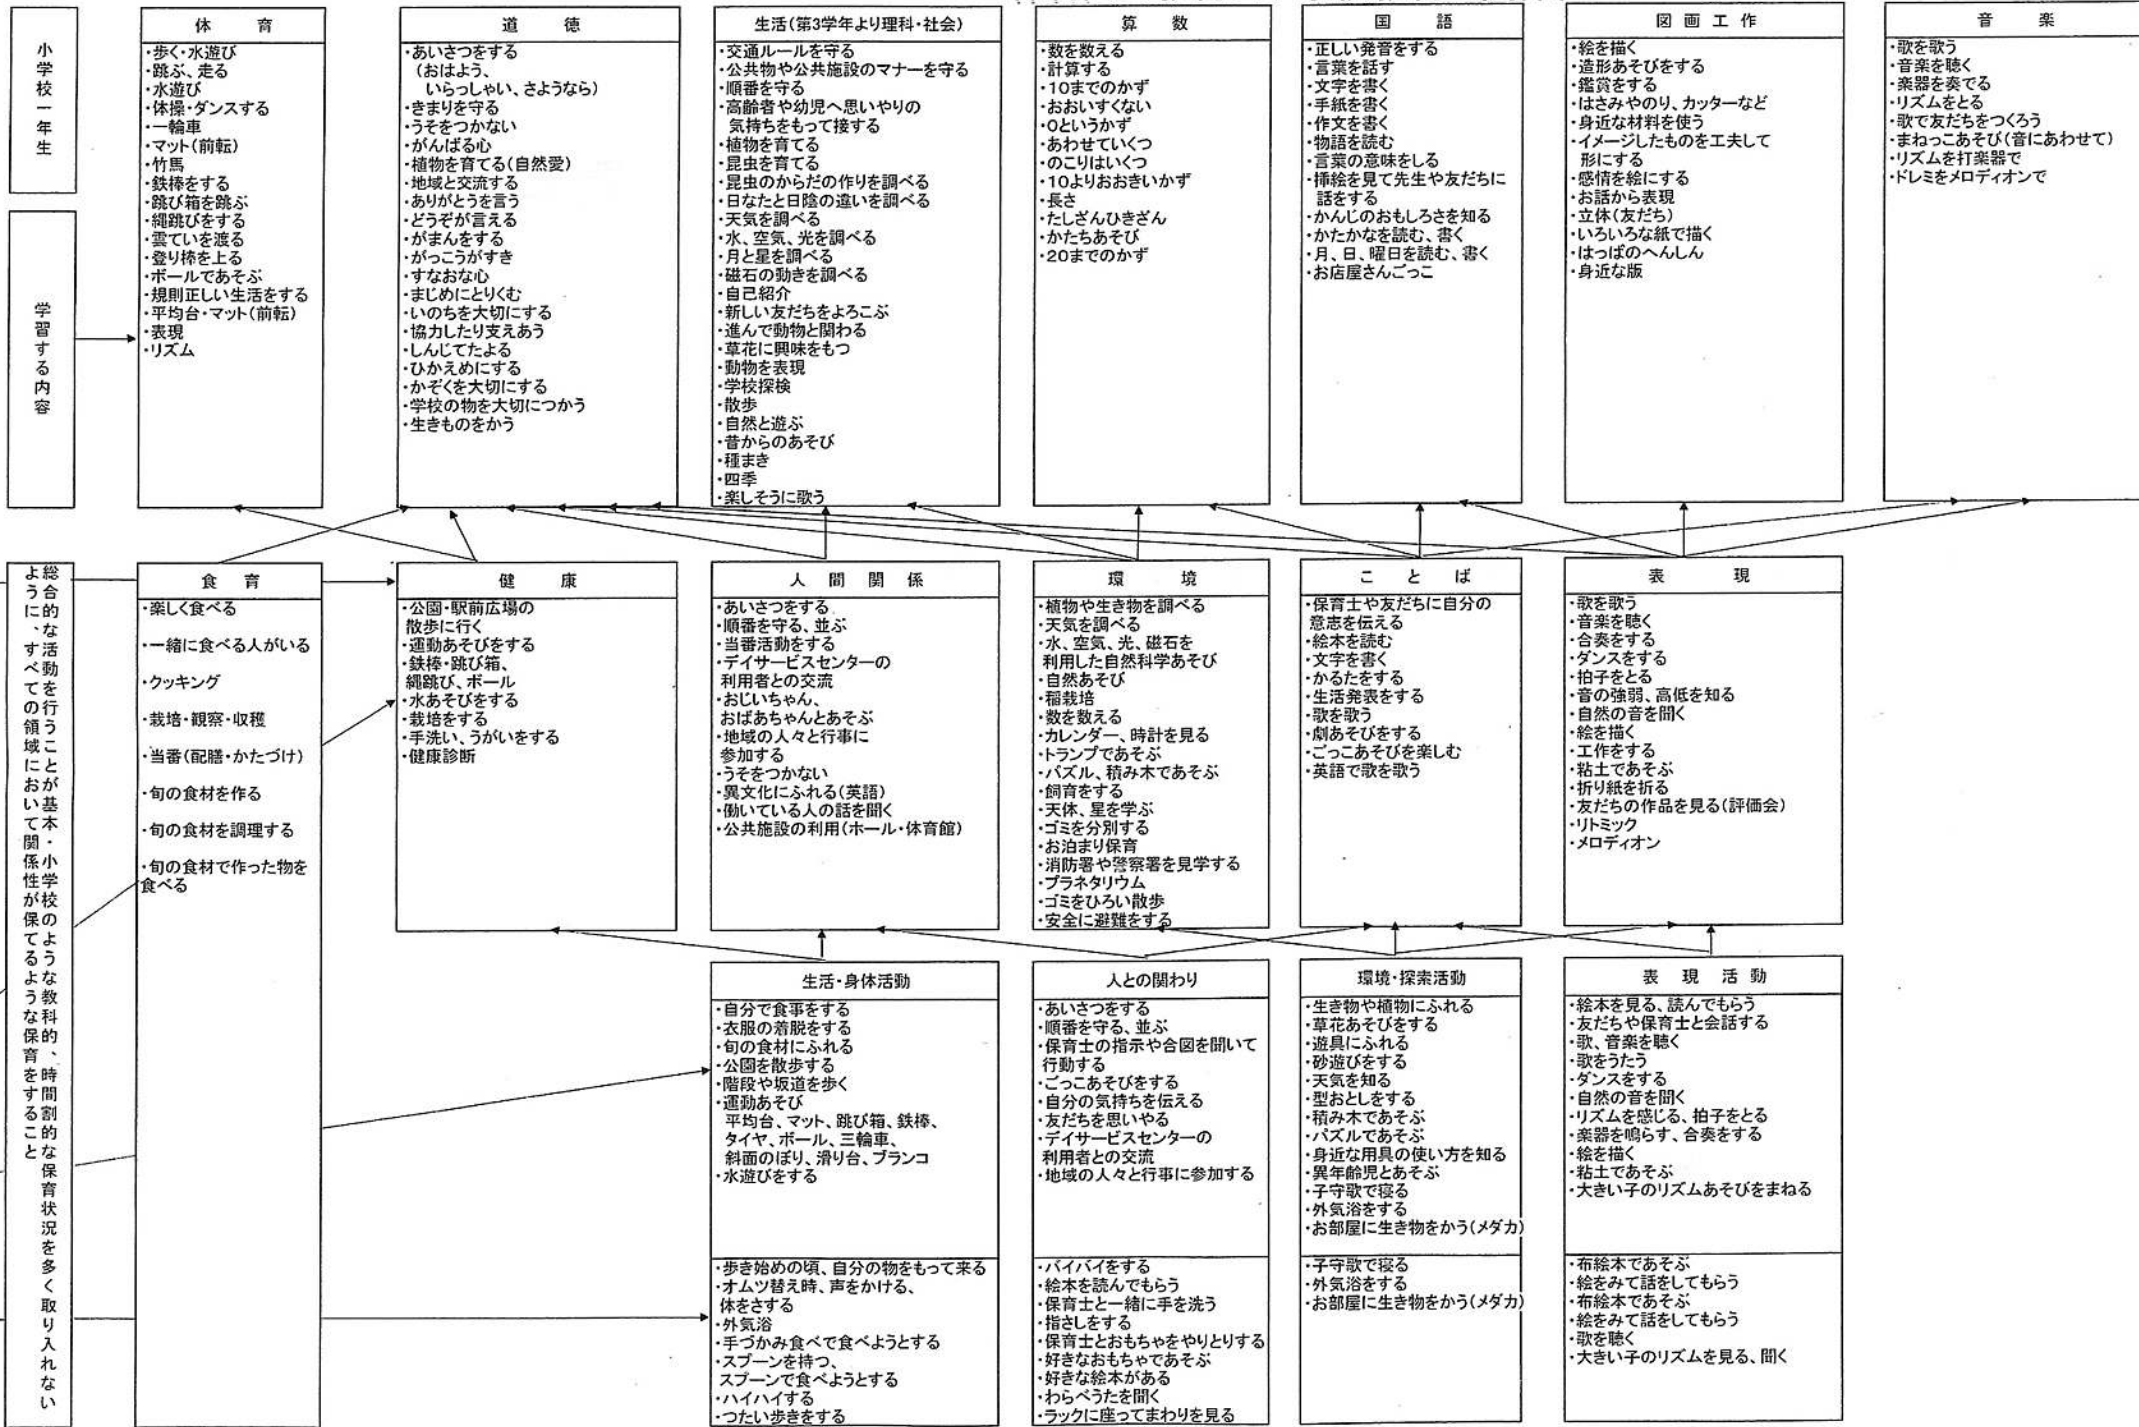 小学校一年生
学習する内容
体　育
・歩く・水遊び
・跳ぶ、走る
・水遊び
・体操・ダンスする
・一輪車
・マット(前転)
・竹馬
・鉄棒をする
・跳び箱を跳ぶ
・縄跳びをする
・雲ていを渡る
・登り棒を上る
・ボールであそぶ
・規則正しい生活をする
・平均台・マット(前転)
・表現
・リズム
道　徳
・あいさつをする
(おはよう、
いらっしゃい、さようなら)
・きまりを守る
・うそをつかない
・がんばる心
・植物を育てる(自然愛)
・地域と交流する
・ありがとうを言う
・どうぞが言える
・がまんをする
・がっこうがすき
・すなおな心
・まじめにとりくむ
・いのちを大切にする
・協力したり支えあう
・しんじてたよる
・ひかえめにする
・かぞくを大切にする
・学校の物を大切につかう
・生きものをかう
生活(第3学年より理科・社会)
・交通ルールを守る
・公共物や公共施設のマナーを守る
・順番を守る
・高齢者や幼児へ思いやりの
気持ちをもって接する
・植物を育てる
・昆虫を育てる
・昆虫のからだの作りを調べる
・日なたと日陰の違いを調べる
・天気を調べる
・水、空気、光を調べる
・月と星を調べる
・磁石の動きを調べる
・自己紹介
・新しい友だちをよろこぶ
・進んで動物と関わる
・草花に興味をもつ
・動物を表現
・学校探検
・散歩
・自然と遊ぶ
・昔からのあそび
・種まき
・四季
・楽しそうに歌う
算　数
・数を数える
・計算する
・10までのかず
・おおいすくない
・0というかず
・あわせていくつ
・のこりはいくつ
・10よりおおきいかず
・長さ
・たしざんひきざん
・かたちあそび
・20までのかず
国　語
・正しい発音をする
・言葉を話す
・文字を書く
・手紙を書く
・作文を書く
・物語を読む
・言葉の意味をしる
・挿絵を見て先生や友だちに
話をする
・かんじのおもしろさを知る
・かたかなを読む、書く
・月、日、曜日を読む、書く
・お店屋さんごっこ
図画工作
・絵を描く
・造形あそびをする
・鑑賞をする
・はさみやのり、カッターなど
・身近な材料を使う
・イメージしたものを工夫して
形にする
・感情を絵にする
・お話から表現
・立体(友だち)
・いろいろな紙で描く
・はっぱのへんしん
・身近な版
音　楽
・歌を歌う
・音楽を聴く
・楽器を奏でる
・リズムをとる
・歌で友だちをつくろう
・まねっこあそび(音にあわせて)
・リズムを打楽器で
・ドレミをメロディオンで
総合的な活動を行うことが基本・小学校のような教科的、時間割的な保育状況を多く取り入れない
ように、すべての領域において関係性が保てるような保育をすること
食　育
・楽しく食べる
・一緒に食べる人がいる
・クッキング
・栽培・観察・収穫
・当番(配膳・かたづけ)
・旬の食材を作る
・旬の食材を調理する
・旬の食材で作った物を
食べる
健　康
・公園・駅前広場の
散歩に行く
・運動あそびをする
・鉄棒・跳び箱、
縄跳び、ボール
・水あそびをする
・栽培をする
・手洗い、うがいをする
・健康診断
人間関係
・あいさつをする
・順番を守る、並ぶ
・当番活動をする
・デイサービスセンターの
利用者との交流
・おじいちゃん、
おばあちゃんとあそぶ
・地域の人々と行事に
参加する
・うそをつかない
・異文化にふれる(英語)
・働いている人の話を聞く
・公共施設の利用(ホール・体育館)
環　境
・植物や生き物を調べる
・天気を調べる
・水、空気、光、磁石を
利用した自然科学あそび
・自然あそび
・稲栽培
・数を数える
・カレンダー、時計を見る
・トランプであそぶ
・パズル、積み木であそぶ
・飼育をする
・天体、星を学ぶ
・ゴミを分別する
・お泊まり保育
・消防署や警察署を見学する
・プラネタリウム
・ゴミをひろい散歩
・安全に避難をする
ことば
・保育士や友だちに自分の
意志を伝える
・絵本を読む
・文字を書く
・かるたをする
・生活発表をする
・歌を歌う
・劇あそびをする
・ごっこあそびを楽しむ
・英語で歌を歌う
表　現
・歌を歌う
・音楽を聴く
・合奏をする
・ダンスをする
・拍子をとる
・音の強弱、高低を知る
・自然の音を聞く
・絵を描く
・工作をする
・粘土であそぶ
・折り紙を折る
・友だちの作品を見る(評価会)
・リトミック
・メロディオン
生活・身体活動
・自分で食事をする
・衣服の着脱をする
・旬の食材にふれる
・公園を散歩する
・階段や坂道を歩く
・運動あそび
平均台、マット、跳び箱、鉄棒、
タイヤ、ボール、三輪車、
斜面のぼり、滑り台、ブランコ
・水遊びをする
・歩き始めの頃、自分の物をもって来る
・オムツ替え時、声をかける、
体をさする
・外気浴
・手づかみ食べで食べようとする
・スプーンを持つ、
スプーンで食べようとする
・ハイハイする
・つたい歩きをする
人との関わり
・あいさつをする
・順番を守る、並ぶ
・保育士の指示や合図を聞いて
行動する
・ごっこあそびをする
・自分の気持ちを伝える
・友だちを思いやる
・デイサービスセンターの
利用者との交流
・地域の人々と行事に参加する
・バイバイをする
・絵本を読んでもらう
・保育士と一緒に手を洗う
・指さしをする
・保育士とおもちゃをやりとりする
・好きなおもちゃであそぶ
・好きな絵本がある
・わらべうたを聞く
・ラックに座ってまわりを見る
環境・探索活動
・生き物や植物にふれる
・草花あそびをする
・遊具にふれる
・砂遊びをする
・天気を知る
・型おとしをする
・積み木であそぶ
・パズルであそぶ
・身近な用具の使い方を知る
・異年齢児とあそぶ
・子守歌で寝る
・外気浴をする
・お部屋に生き物をかう(メダカ)
・子守歌で寝る
・外気浴をする
・お部屋に生き物をかう(メダカ)
表現活動
・絵本を見る、読んでもらう
・友だちや保育士と会話する
・歌、音楽を聴く
・歌をうたう
・ダンスをする
・自然の音を聞く
・リズムを感じる、拍子をとる
・楽器を鳴らす、合奏をする
・絵を描く
・粘土であそぶ
・大きい子のリズムあそびをまねる
・布絵本であそぶ
・絵をみて話をしてもらう
・布絵本であそぶ
・絵をみて話をしてもらう
・歌を聴く
・大きい子のリズムを見る、聞く